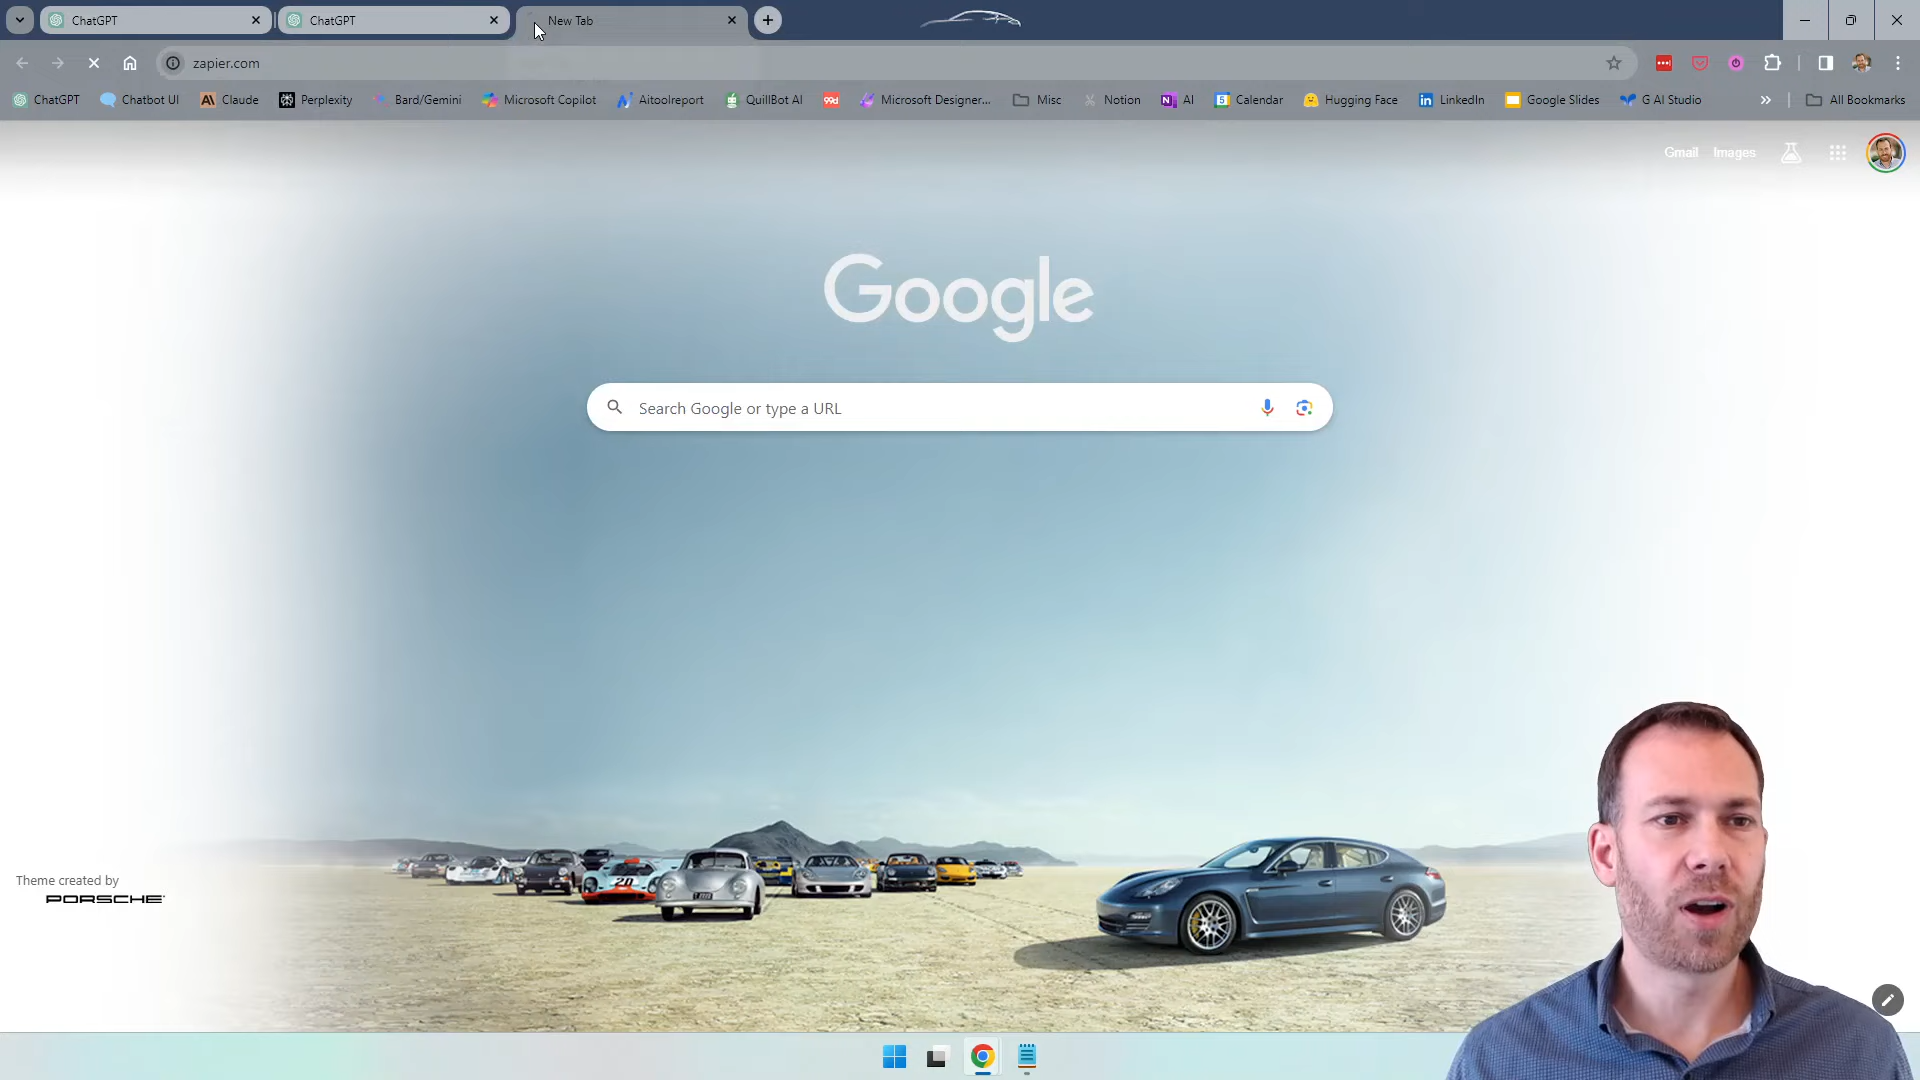 ChatGPT
ChatGPT
New Tab
zapier.com
ChatGPT
Chatbot UI
Claude
Perplexity
Bard/Gemini
Microsoft Copilot
Aitoolreport
QuillBot AI
99d
Microsoft Designer...
Misc
Notion
AI
Calendar
Hugging Face
LinkedIn
Google Slides
G AI Studio
All Bookmarks
Gmail
Images
Google
Search Google or type a URL
20
Theme created by
PORSCHE